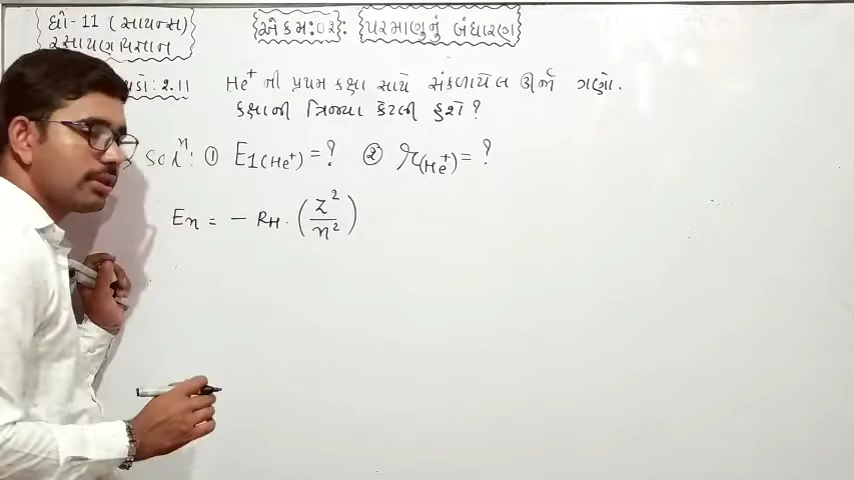 ધો-11 (સાયન્સ)
રસાયણ વિજ્ઞાન
એકમ:02 : પરમાણુનું બંધારણ
2.11 He⁺ ની પ્રથમ કક્ષા સાથે સંકળાયેલ ઊર્જા ગણો.
કક્ષાની ત્રિજ્યા કેટલી હશે?
Solⁿ: ① E₁(He⁺) = ? ② r(He⁺) = ?
Eₙ = - RH · (Z²/n²)